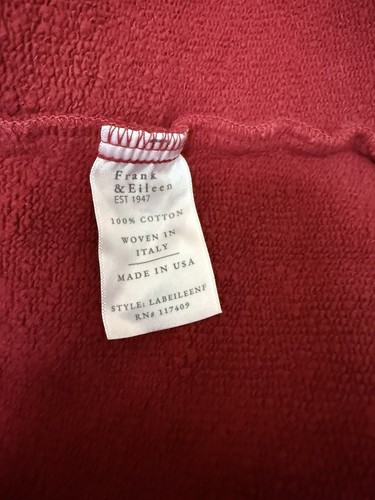 Frank
& Eileen
EST 1947
100% COTTON
WOVEN IN
ITALY
MADE IN USA
STYLE: LABEILEENF
RN# 117409